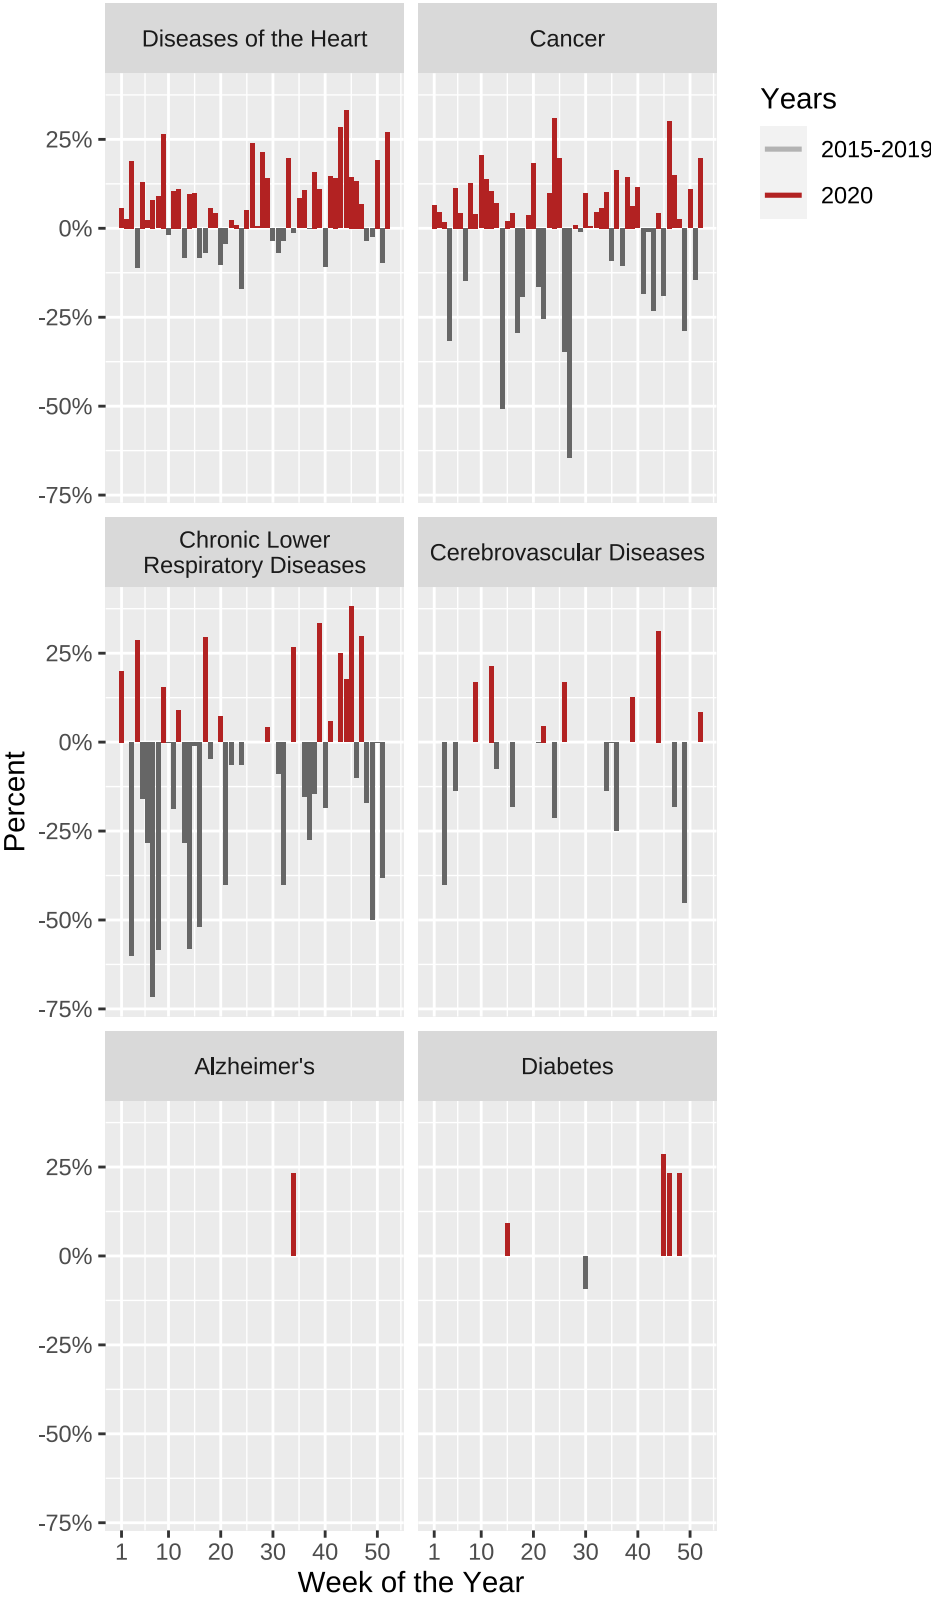 Diseases of the Heart
Cancer
Years
2015-2019
2020
25%
0%
-25%
-50%
-75%
Chronic Lower
Respiratory Diseases
Cerebrovascular Diseases
25%
0%
-25%
-50%
-75%
Percent
Alzheimer's
Diabetes
25%
0%
-25%
-50%
-75%
1 10 20 30 40 50
1 10 20 30 40 50
Week of the Year